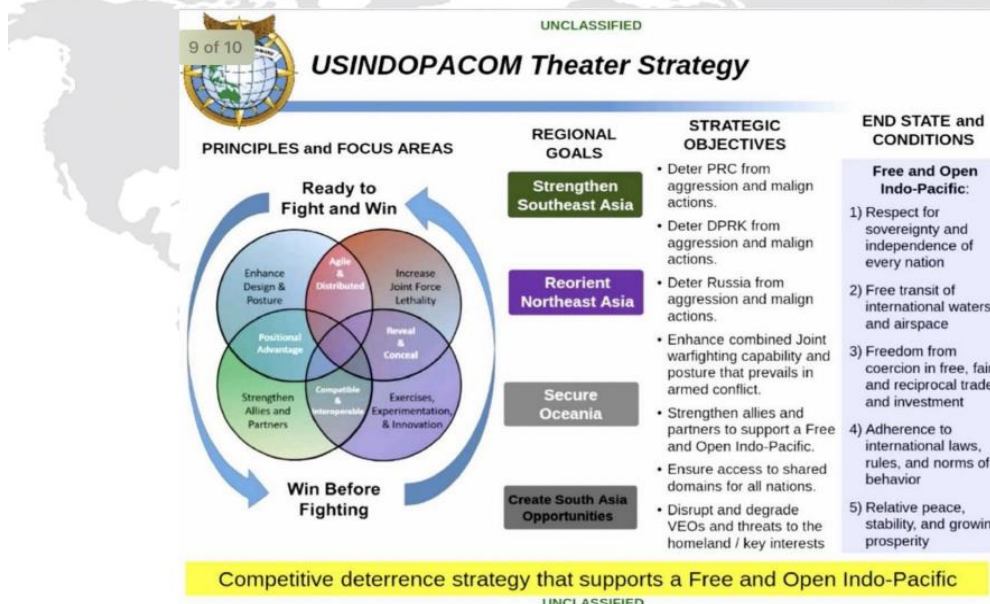 UNCLASSIFIED
9 of 10
USINDOPACOM Theater Strategy
PRINCIPLES and FOCUS AREAS
Ready to
Fight and Win
Enhance
Design &
Posture
Agile
&
Distributed
Increase
Joint Force
Lethality
Positional
Advantage
Reveal
&
Conceal
Strengthen
Allies and
Partners
Compatible
&
Interoperable
Exercises,
Experimentation,
& Innovation
Win Before
Fighting
REGIONAL
GOALS
Strengthen
Southeast Asia
Reorient
Northeast Asia
Secure
Oceania
Create South Asia
Opportunities
STRATEGIC
OBJECTIVES
• Deter PRC from
aggression and malign
actions.
• Deter DPRK from
aggression and malign
actions.
• Deter Russia from
aggression and malign
actions.
• Enhance combined Joint
warfighting capability and
posture that prevails in
armed conflict.
• Strengthen allies and
partners to support a Free
and Open Indo-Pacific.
• Ensure access to shared
domains for all nations.
• Disrupt and degrade
VEOs and threats to the
homeland / key interests
END STATE and
CONDITIONS
Free and Open
Indo-Pacific:
1) Respect for
sovereignty and
independence of
every nation
2) Free transit of
international waters
and airspace
3) Freedom from
coercion in free, fair
and reciprocal trade
and investment
4) Adherence to
international laws,
rules, and norms of
behavior
5) Relative peace,
stability, and growin
prosperity
Competitive deterrence strategy that supports a Free and Open Indo-Pacific
UNCLASSIFIED